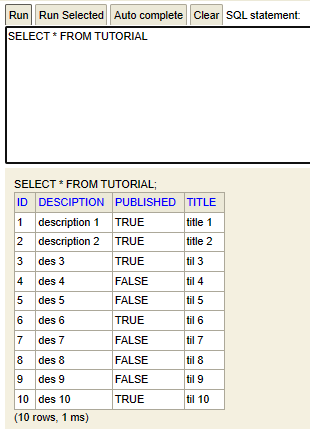 Run Run Selected Auto complete Clear SQL statement:
SELECT * FROM TUTORIAL
SELECT * FROM TUTORIAL;
ID DESCIPTION PUBLISHED TITLE
1 description 1 TRUE title 1
2 description 2 TRUE title 2
3 des 3 TRUE til 3
4 des 4 FALSE til 4
5 des 5 FALSE til 5
6 des 6 TRUE til 6
7 des 7 FALSE til 7
8 des 8 FALSE til 8
9 des 9 FALSE til 9
10 des 10 TRUE til 10
(10 rows, 1 ms)